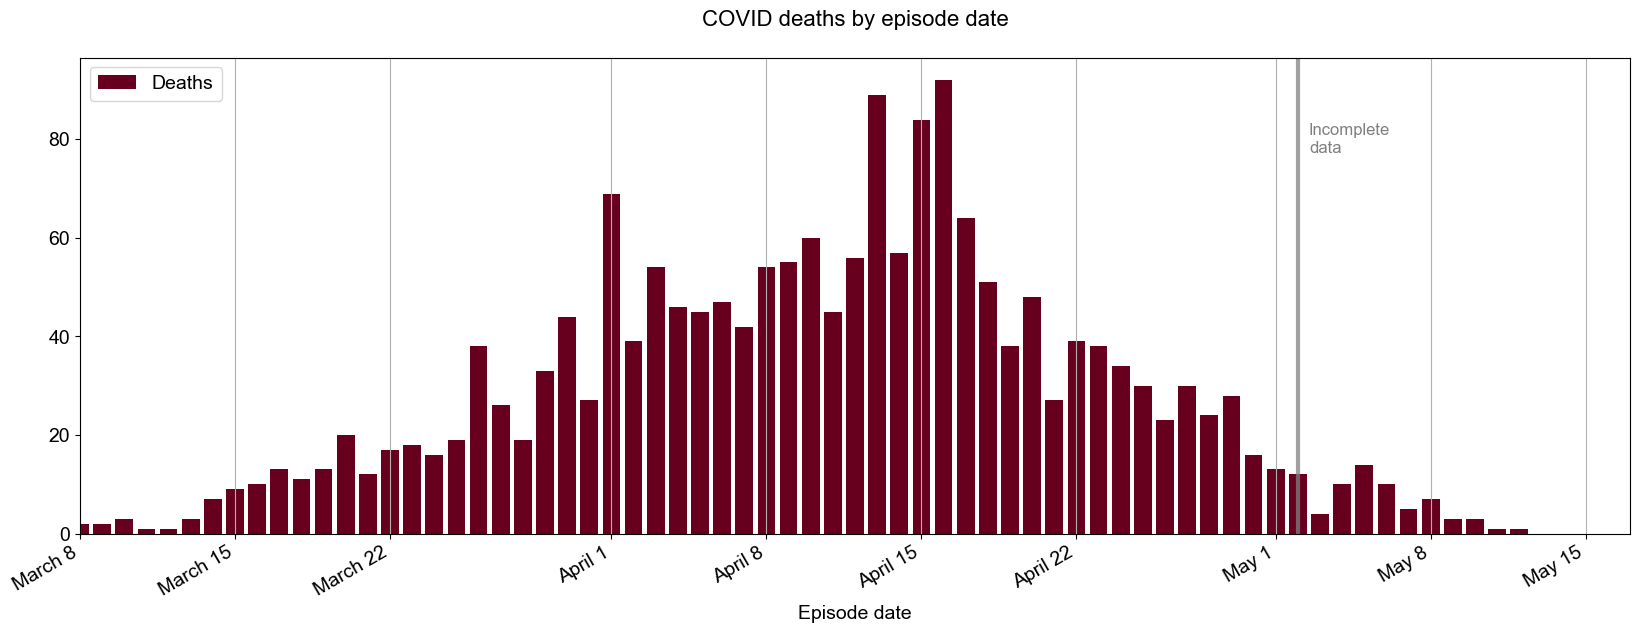 COVID deaths by episode date
Deaths
Incomplete
data
80
60
40
20
0
March 8
March 15
March 22
April 1
April 8
April 15
April 22
May 1
May 8
May 15
Episode date